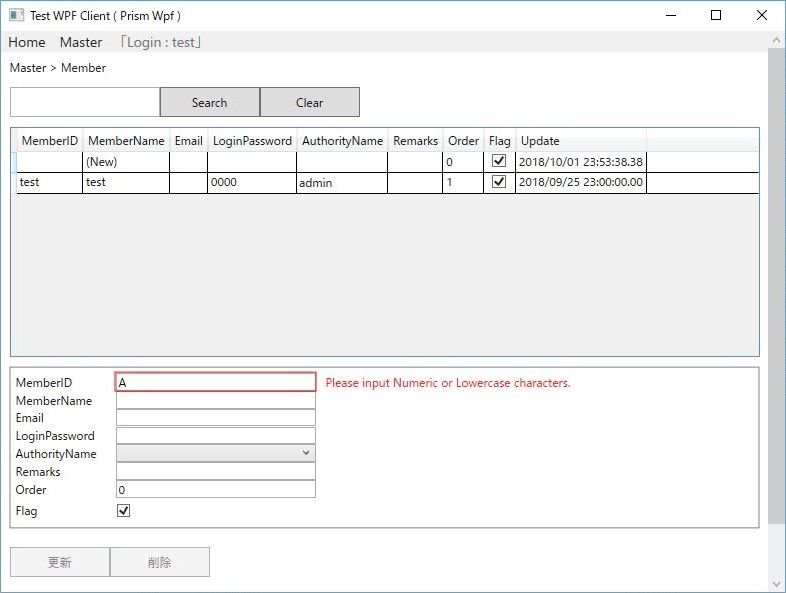 Test WPF Client ( Prism Wpf )
Home Master 「Login : test」
Master > Member
Search Clear
MemberID MemberName Email LoginPassword AuthorityName Remarks Order Flag Update
(New) 0 2018/10/01 23:53:38.38
test test 0000 admin 1 2018/09/25 23:00:00.00
MemberID A Please input Numeric or Lowercase characters.
MemberName
Email
LoginPassword
AuthorityName
Remarks
Order 0
Flag
更新 削除